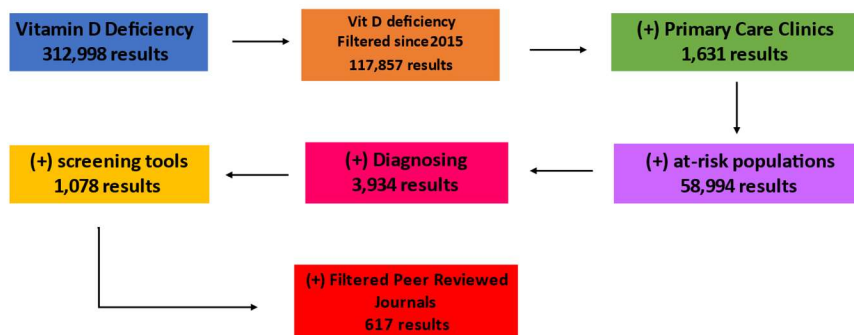 Vitamin D Deficiency
312,998 results
Vit D deficiency
Filtered since 2015
117,857 results
(+) Primary Care Clinics
1,631 results
(+) at-risk populations
58,994 results
(+) Diagnosing
3,934 results
(+) screening tools
1,078 results
(+) Filtered Peer Reviewed
Journals
617 results